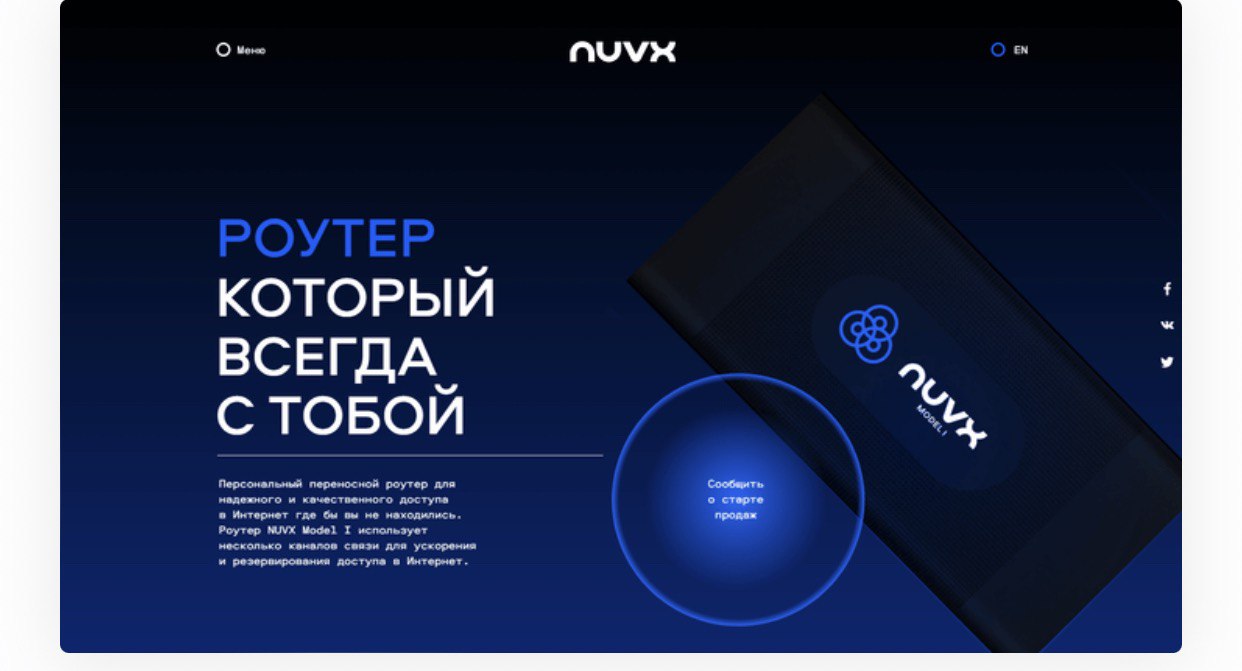 Меню
NUVX
EN
РОУТЕР
КОТОРЫЙ
ВСЕГДА
С ТОБОЙ
Персональный переносной роутер для
надежного и качественного доступа
в Интернет где бы вы не находились.
Роутер NUVX Model I использует
несколько каналов связи для ускорения
и резервирования доступа в Интернет.
Сообщить
о старте
продаж
NUVX
MODEL I